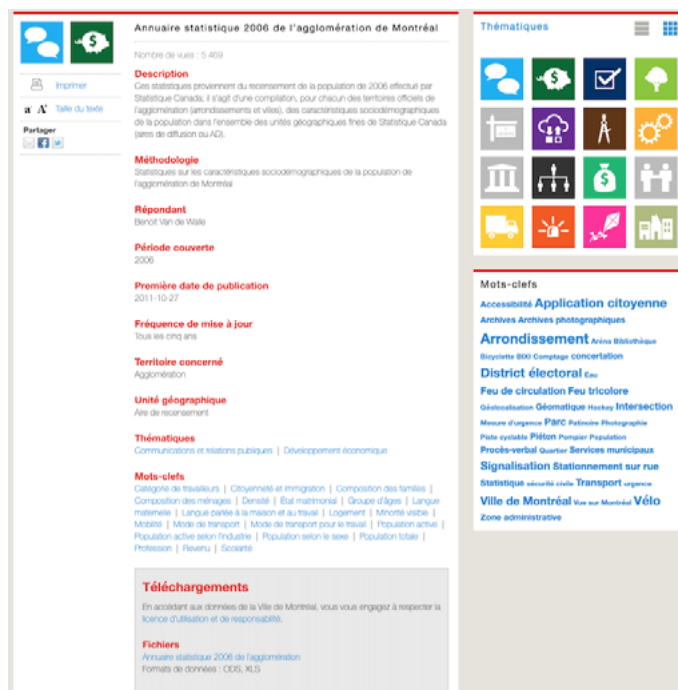 Annuaire statistique 2006 de l'agglomération de Montréal
Nombre de vues : 5 469
Imprimer
a A Taille du texte
Partager
Description
Ces statistiques proviennent du recensement de la population de 2006 effectué par
Statistique Canada; il s'agit d'une compilation, pour chacun des territoires officiels de
l'agglomération (arrondissements et villes), des caractéristiques sociodémographiques
de la population dans l'ensemble des unités géographiques fines de Statistique Canada
(aires de diffusion ou AD).
Méthodologie
Statistiques sur les caractéristiques sociodémographiques de la population de
l'agglomération de Montréal
Répondant
Benoit Van de Walle
Période couverte
2006
Première date de publication
2011-10-27
Fréquence de mise à jour
Tous les cinq ans
Territoire concerné
Agglomération
Unité géographique
Aire de recensement
Thématiques
Communications et relations publiques | Développement économique
Mots-clefs
Catégorie de travailleurs | Citoyenneté et immigration | Composition des familles |
Composition des ménages | Densité | État matrimonial | Groupe d'âges | Langue
maternelle | Langue parlée à la maison et au travail | Logement | Minorité visible |
Mobilité | Mode de transport | Mode de transport pour le travail | Population active |
Population active selon l'industrie | Population selon le sexe | Population totale |
Profession | Revenu | Scolarité
Téléchargements
En accédant aux données de la Ville de Montréal, vous vous engagez à respecter la
licence d'utilisation et de responsabilité.
Fichiers
Annuaire statistique 2006 de l'agglomération
Formats de données : ODS, XLS
Thématiques
Mots-clefs
Accessibilité Application citoyenne
Archives Archives photographiques
Arrondissement Aréna Bibliothèque
Bicyclette BIXI Comptage concertation
District électoral Eau
Feu de circulation Feu tricolore
Géolocalisation Géomatique Hockey Intersection
Mesure d'urgence Parc Patinoire Photographie
Piste cyclable Piéton Pompier Population
Procès-verbal Quartier Services municipaux
Signalisation Stationnement sur rue
Statistique sécurité civile Transport urgence
Ville de Montréal Vue sur Montréal Vélo
Zone administrative